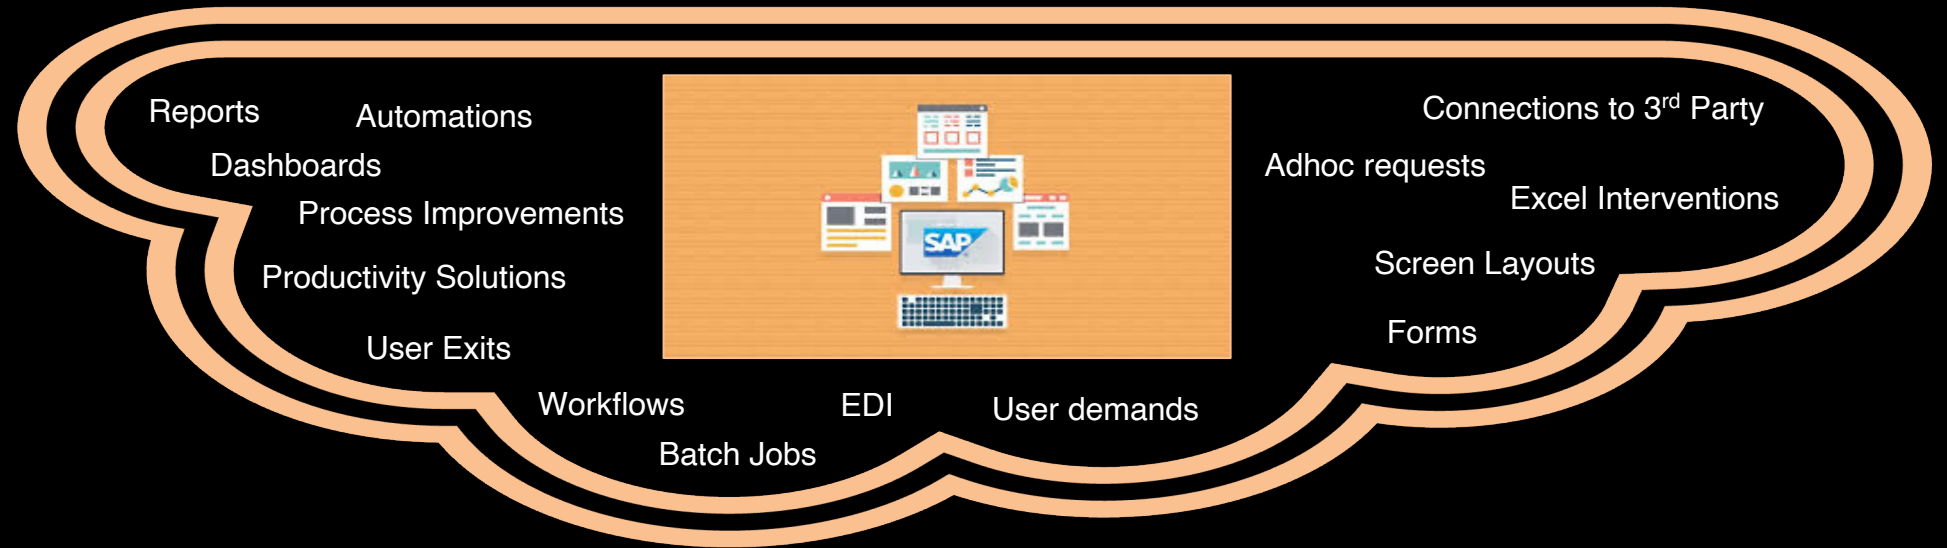 Reports
Automations
Dashboards
Process Improvements
Productivity Solutions
User Exits
Workflows
Batch Jobs
EDI
User demands
SAP
Connections to 3rd Party
Adhoc requests
Excel Interventions
Screen Layouts
Forms